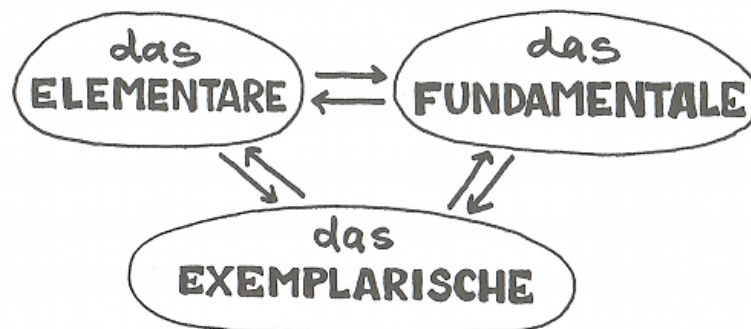 das
ELEMENTARE
das
FUNDAMENTALE
das
EXEMPLARISCHE